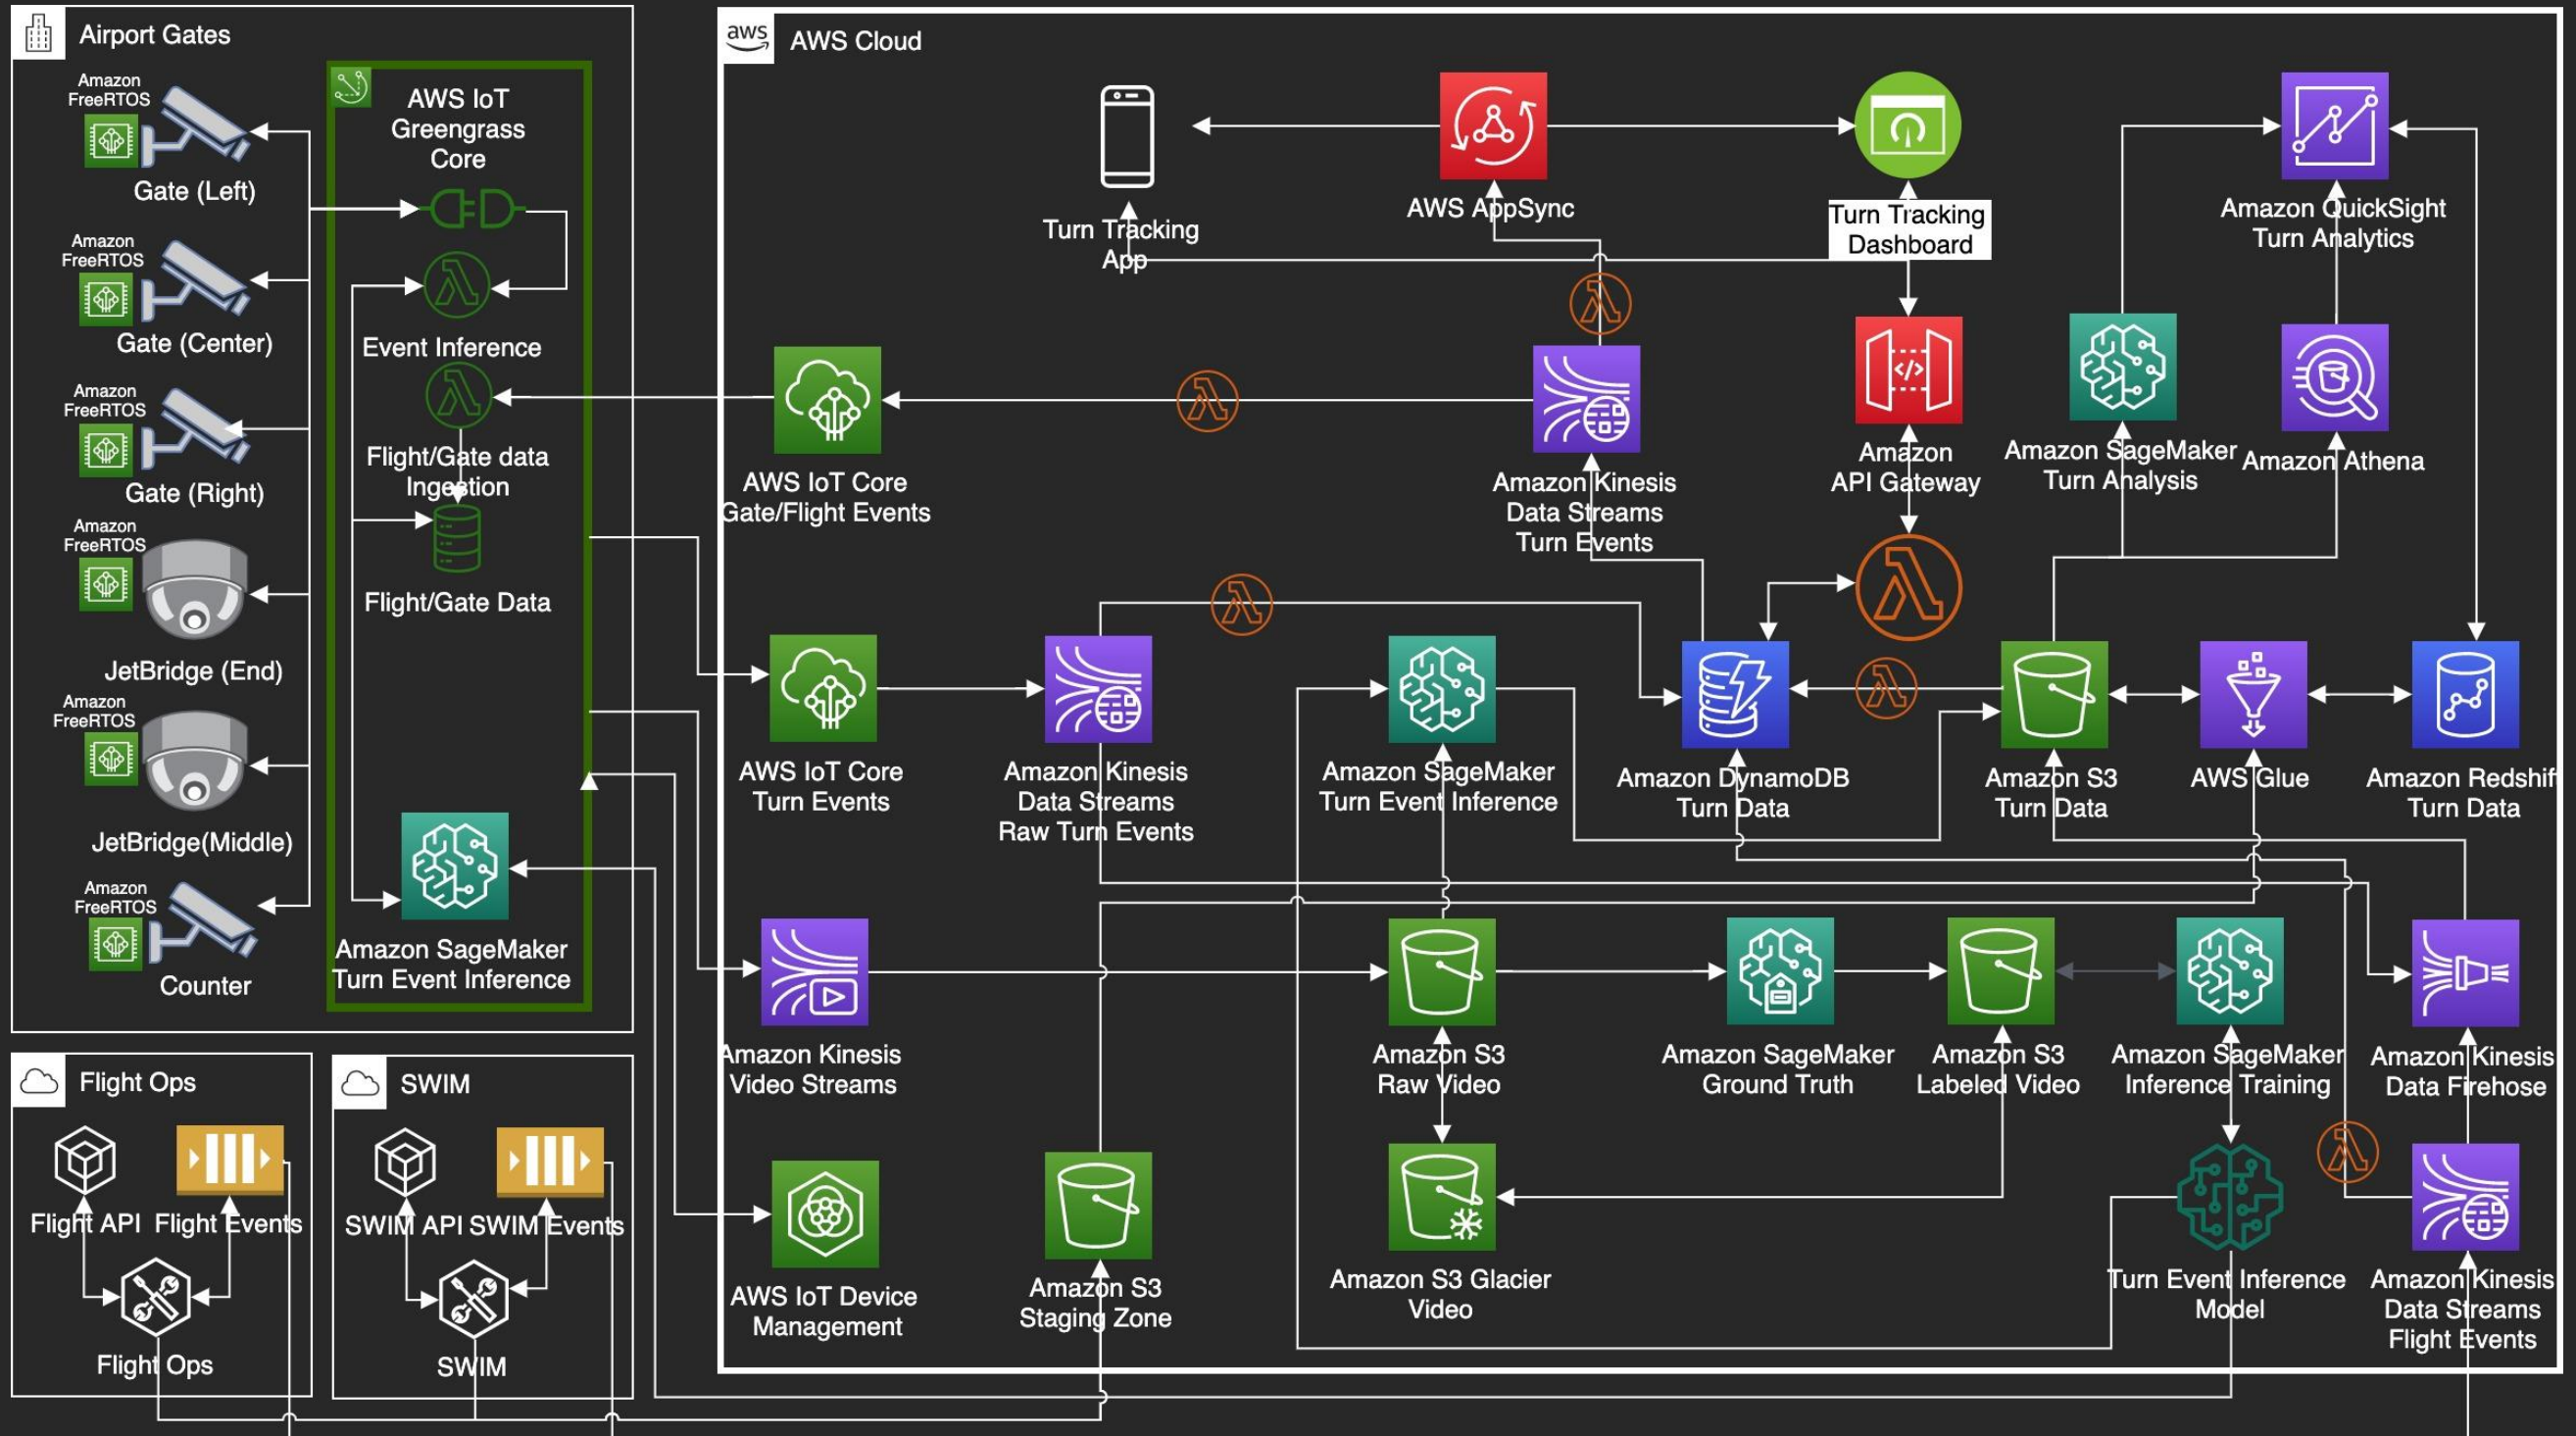 Airport Gates
Amazon
FreeRTOS
Gate (Left)
Amazon
FreeRTOS
Gate (Center)
Amazon
FreeRTOS
Gate (Right)
Amazon
FreeRTOS
JetBridge (End)
Amazon
FreeRTOS
JetBridge(Middle)
Amazon
FreeRTOS
Counter
AWS IoT
Greengrass
Core
Event Inference
Flight/Gate data
Ingestion
Flight/Gate Data
Amazon SageMaker
Turn Event Inference
Flight Ops
Flight API
Flight Events
Flight Ops
SWIM
SWIM API
SWIM Events
SWIM
aws
AWS Cloud
Turn Tracking
App
AWS AppSync
Turn Tracking
Dashboard
Amazon QuickSight
Turn Analytics
AWS IoT Core
Gate/Flight Events
Amazon Kinesis
Data Streams
Turn Events
Amazon
API Gateway
Amazon SageMaker
Turn Analysis
Amazon Athena
AWS IoT Core
Turn Events
Amazon Kinesis
Data Streams
Raw Turn Events
Amazon SageMaker
Turn Event Inference
Amazon DynamoDB
Turn Data
Amazon S3
Turn Data
AWS Glue
Amazon Redshift
Turn Data
Amazon Kinesis
Video Streams
Amazon S3
Raw Video
Amazon SageMaker
Ground Truth
Amazon S3
Labeled Video
Amazon SageMaker
Inference Training
Amazon Kinesis
Data Firehose
AWS IoT Device
Management
Amazon S3
Staging Zone
Amazon S3 Glacier
Video
Turn Event Inference
Model
Amazon Kinesis
Data Streams
Flight Events